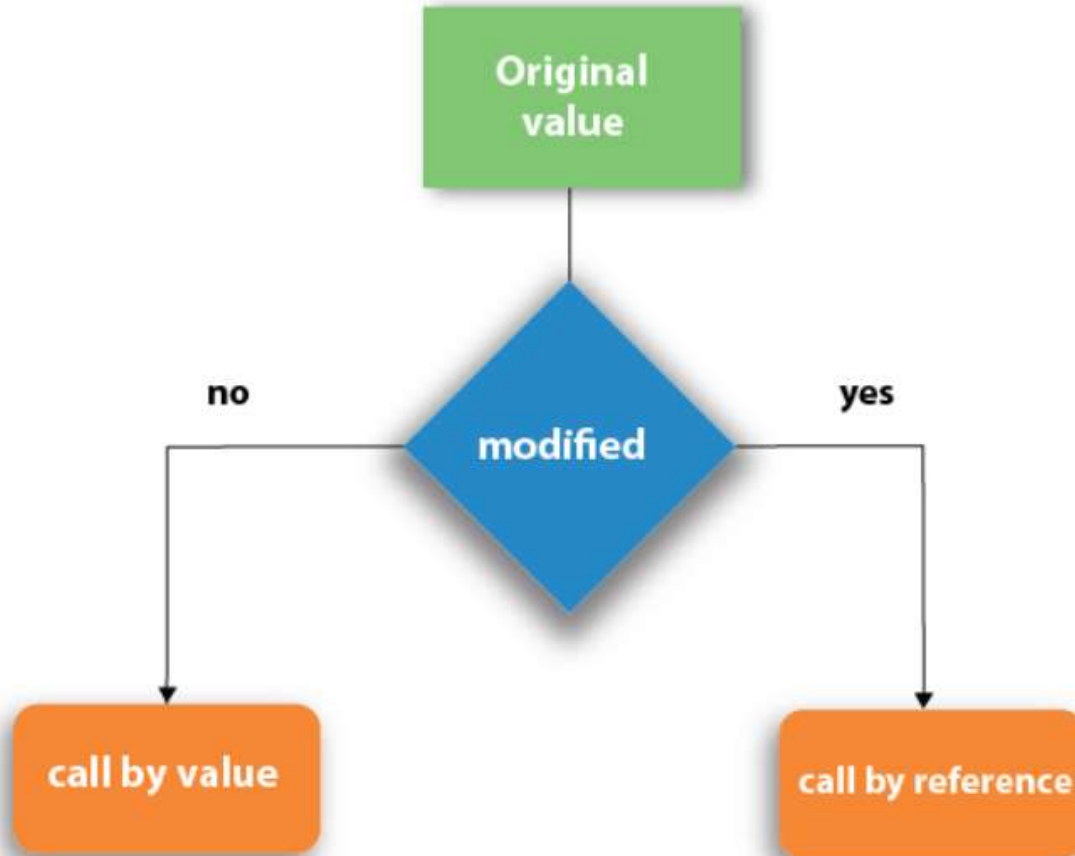 Original
value
no
yes
modified
call by value
call by reference